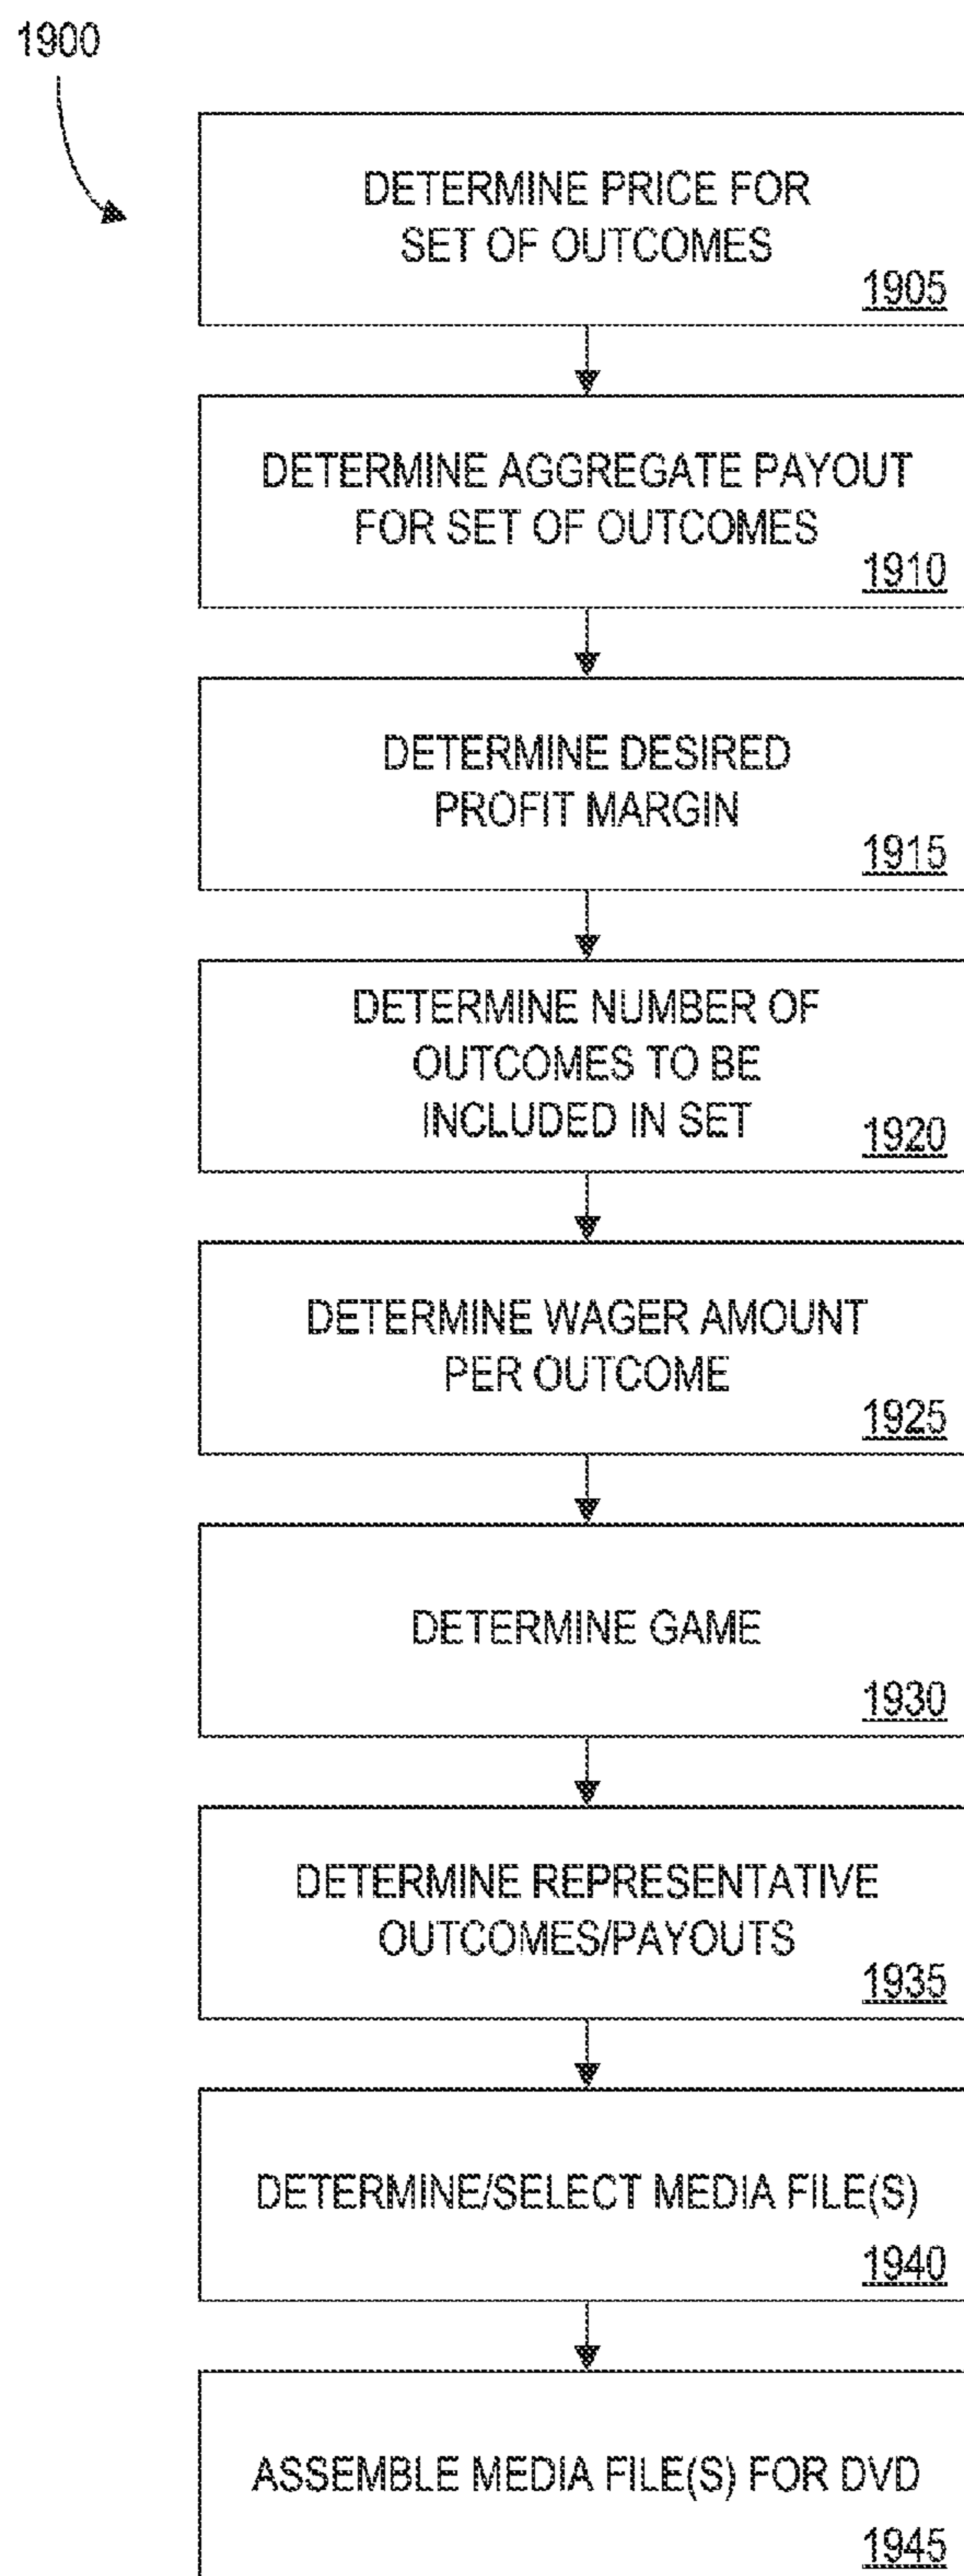 1900
DETERMINE PRICE FOR
SET OF OUTCOMES
1905
DETERMINE AGGREGATE PAYOUT
FOR SET OF OUTCOMES
1910
DETERMINE DESIRED
PROFIT MARGIN
1915
DETERMINE NUMBER OF
OUTCOMES TO BE
INCLUDED IN SET
1920
DETERMINE WAGER AMOUNT
PER OUTCOME
1925
DETERMINE GAME
1930
DETERMINE REPRESENTATIVE
OUTCOMES/PAYOUTS
1935
DETERMINE/SELECT MEDIA FILE(S)
1940
ASSEMBLE MEDIA FILE(S) FOR DVD
1945